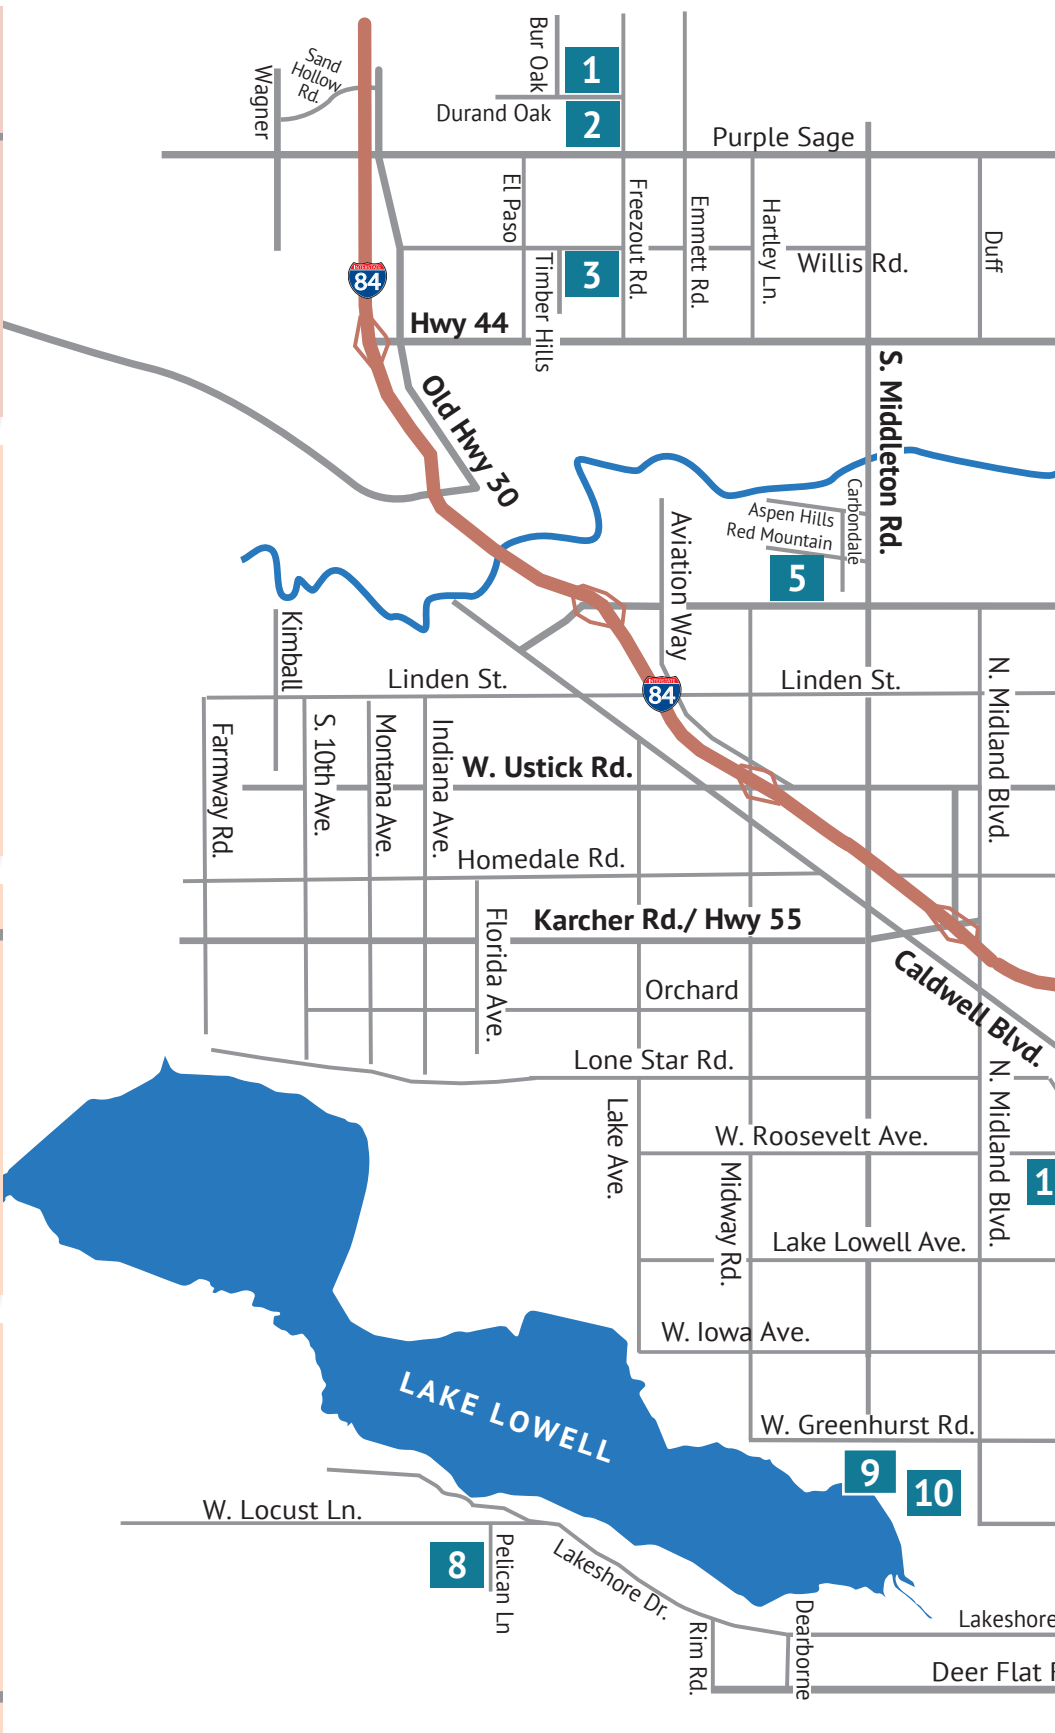 Bur Oak
1
Sand
Hollow
Rd.
Wagner
Durand Oak
2
Purple Sage
El Paso
Freezout Rd.
Emmett Rd.
Hartley Ln.
Duff
Timber Hills
3
Willis Rd.
INTERSTATE
84
Hwy 44
S. Middleton Rd.
Old Hwy 30
Carbondale
Aspen Hills
Red Mountain
Aviation Way
5
Kimball
Linden St.
INTERSTATE
84
Linden St.
N. Midland Blvd.
Farmway Rd.
S. 10th Ave.
Montana Ave.
Indiana Ave.
W. Ustick Rd.
Homedale Rd.
Florida Ave.
Karcher Rd./ Hwy 55
Caldwell Blvd.
Orchard
Lone Star Rd.
N. Midland Blvd.
Lake Ave.
W. Roosevelt Ave.
Midway Rd.
1
Lake Lowell Ave.
W. Iowa Ave.
LAKE LOWELL
W. Greenhurst Rd.
9
10
W. Locust Ln.
8
Pelican Ln
Lakeshore Dr.
Rim Rd.
Dearborne
Lakeshore
Deer Flat